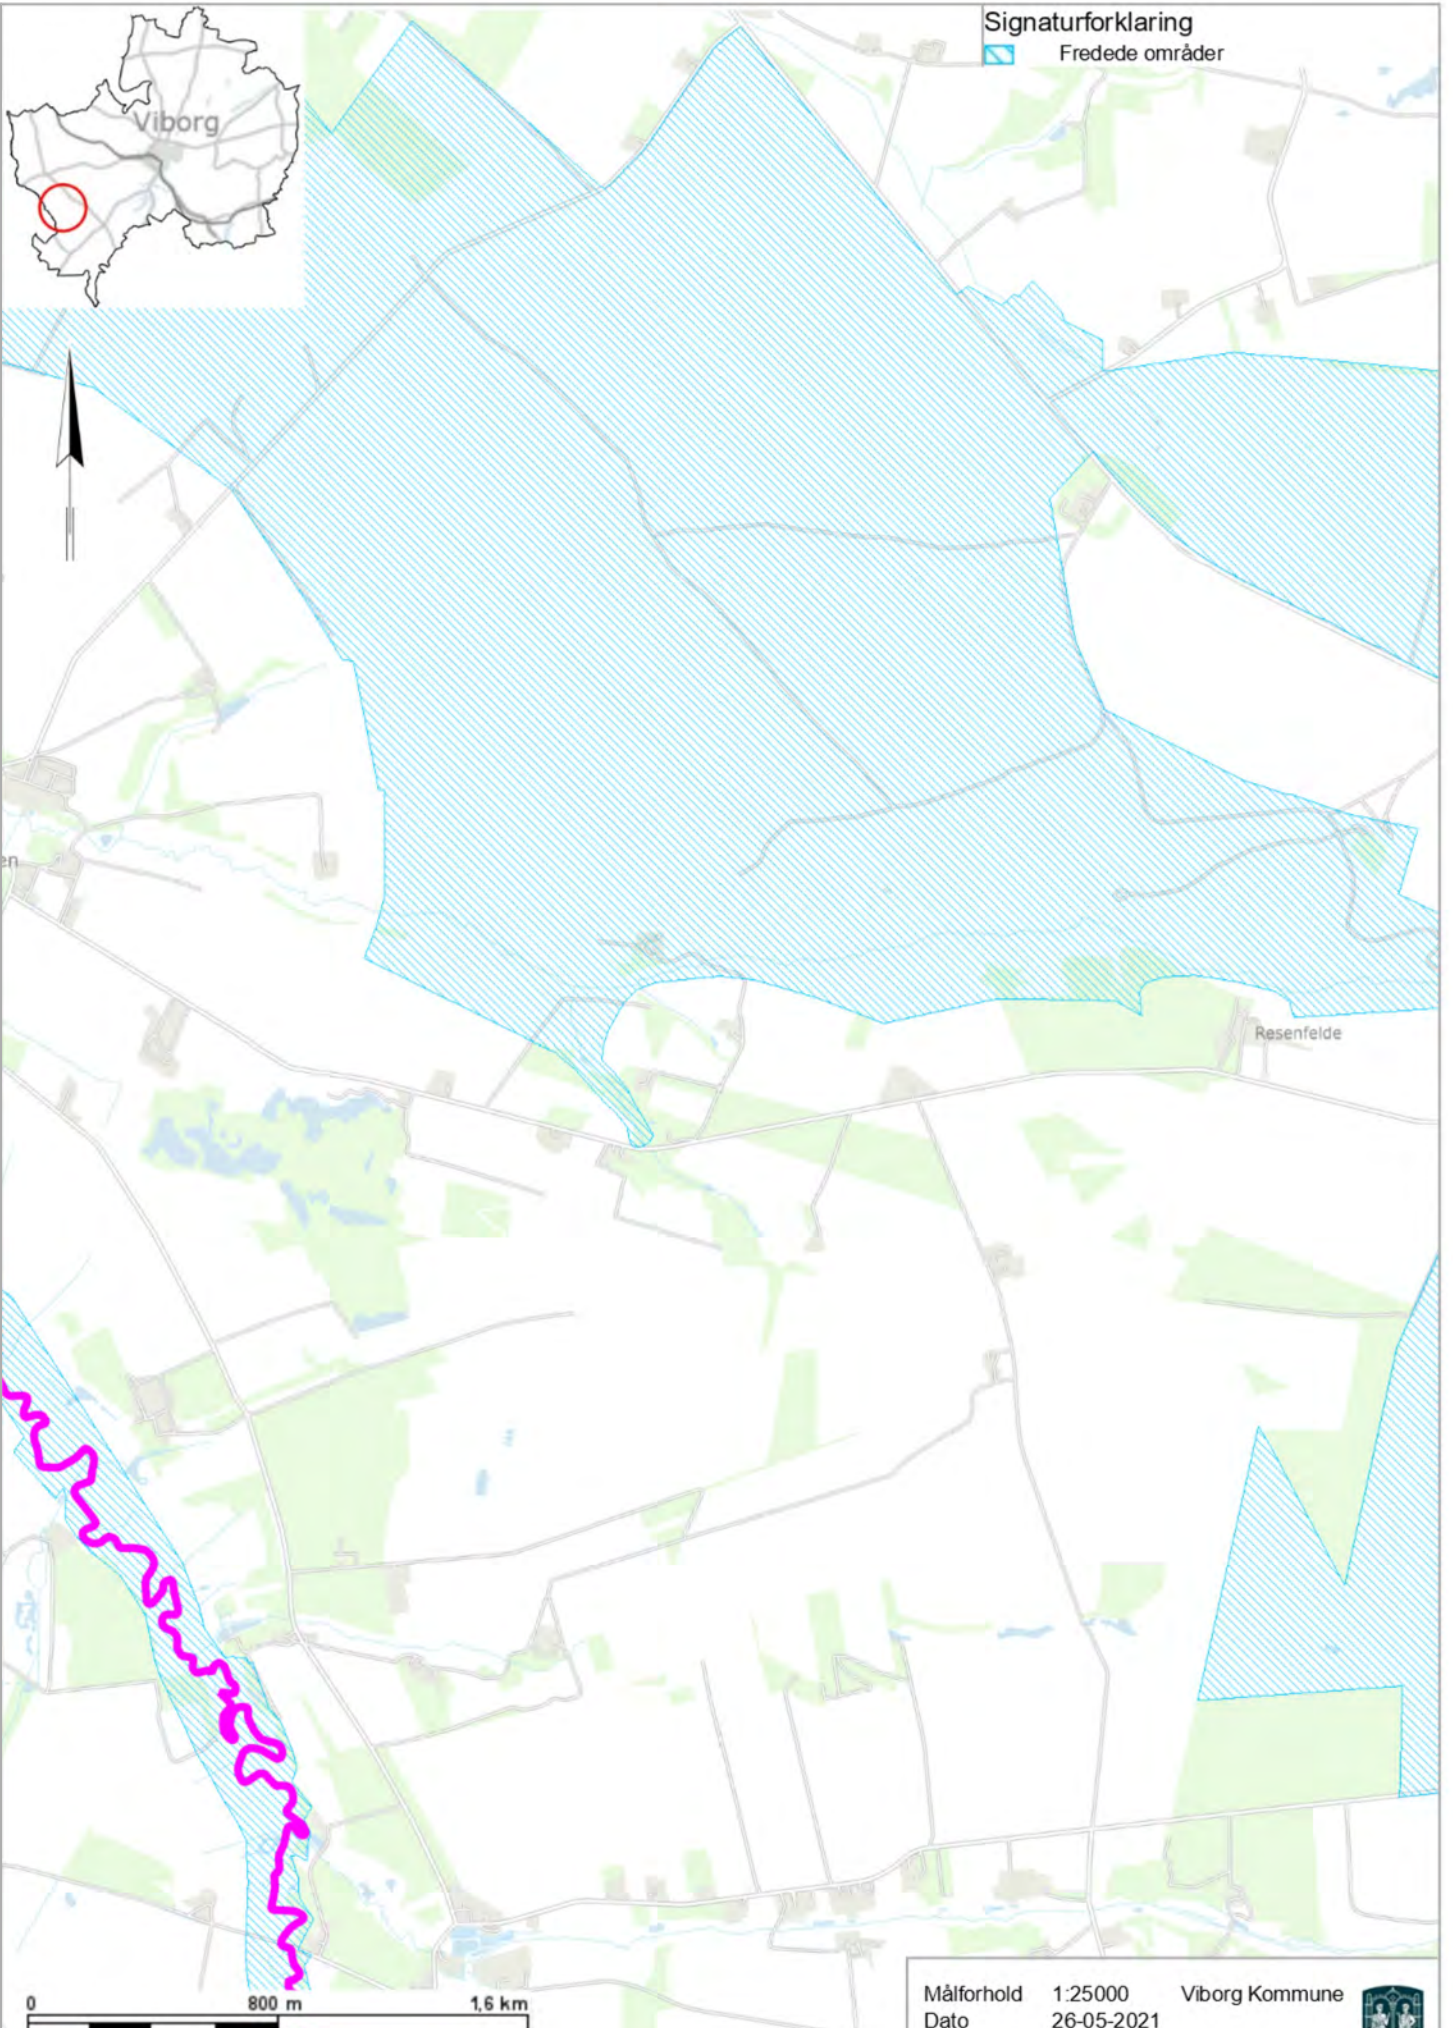 Signaturforklaring
Fredede områder
Viborg
en
Resenfelde
0 800 m 1,6 km
Målforhold 1:25000 Viborg Kommune
Dato 26-05-2021